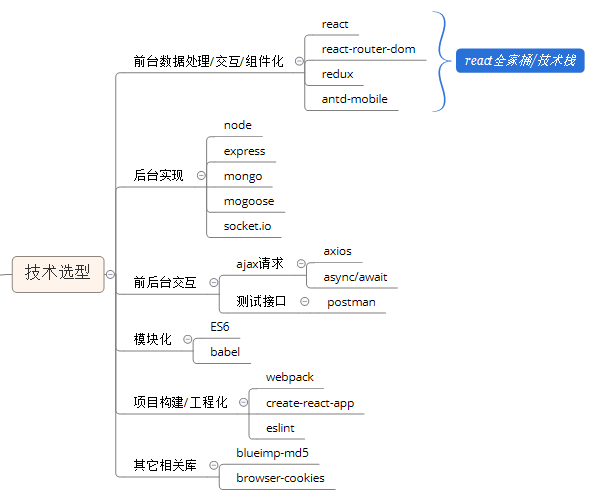 技术选型
前台数据处理/交互/组件化
react
react-router-dom
redux
antd-mobile
react全家桶/技术栈
后台实现
node
express
mongo
mogoose
socket.io
前后台交互
ajax请求
axios
async/await
测试接口
postman
模块化
ES6
babel
项目构建/工程化
webpack
create-react-app
eslint
其它相关库
blueimp-md5
browser-cookies